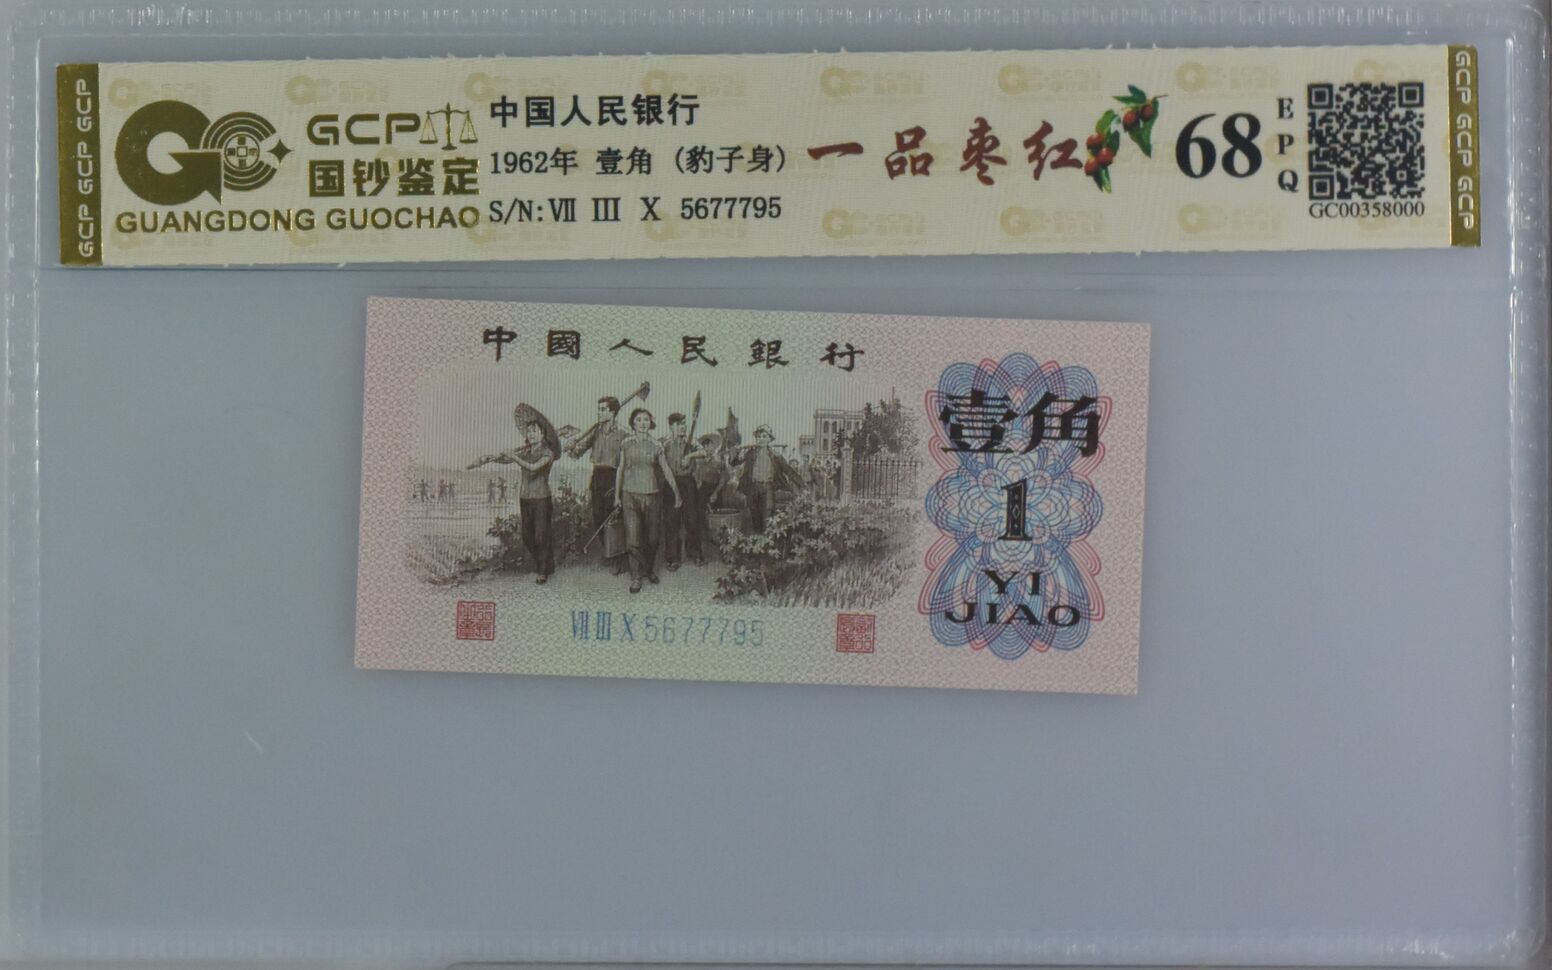 GCP GCP GCP
GCP
国钞鉴定
GUANGDONG GUOCHAO
中国人民银行
1962年 壹角 (豹子身)
S/N: Ⅶ Ⅲ Ⅹ 5677795
一品枣红
68
EPQ
GC00358000
GCP GCP GCP
中國人民銀行
壹角
1
YI
JIAO
Ⅶ Ⅲ Ⅹ 5677795